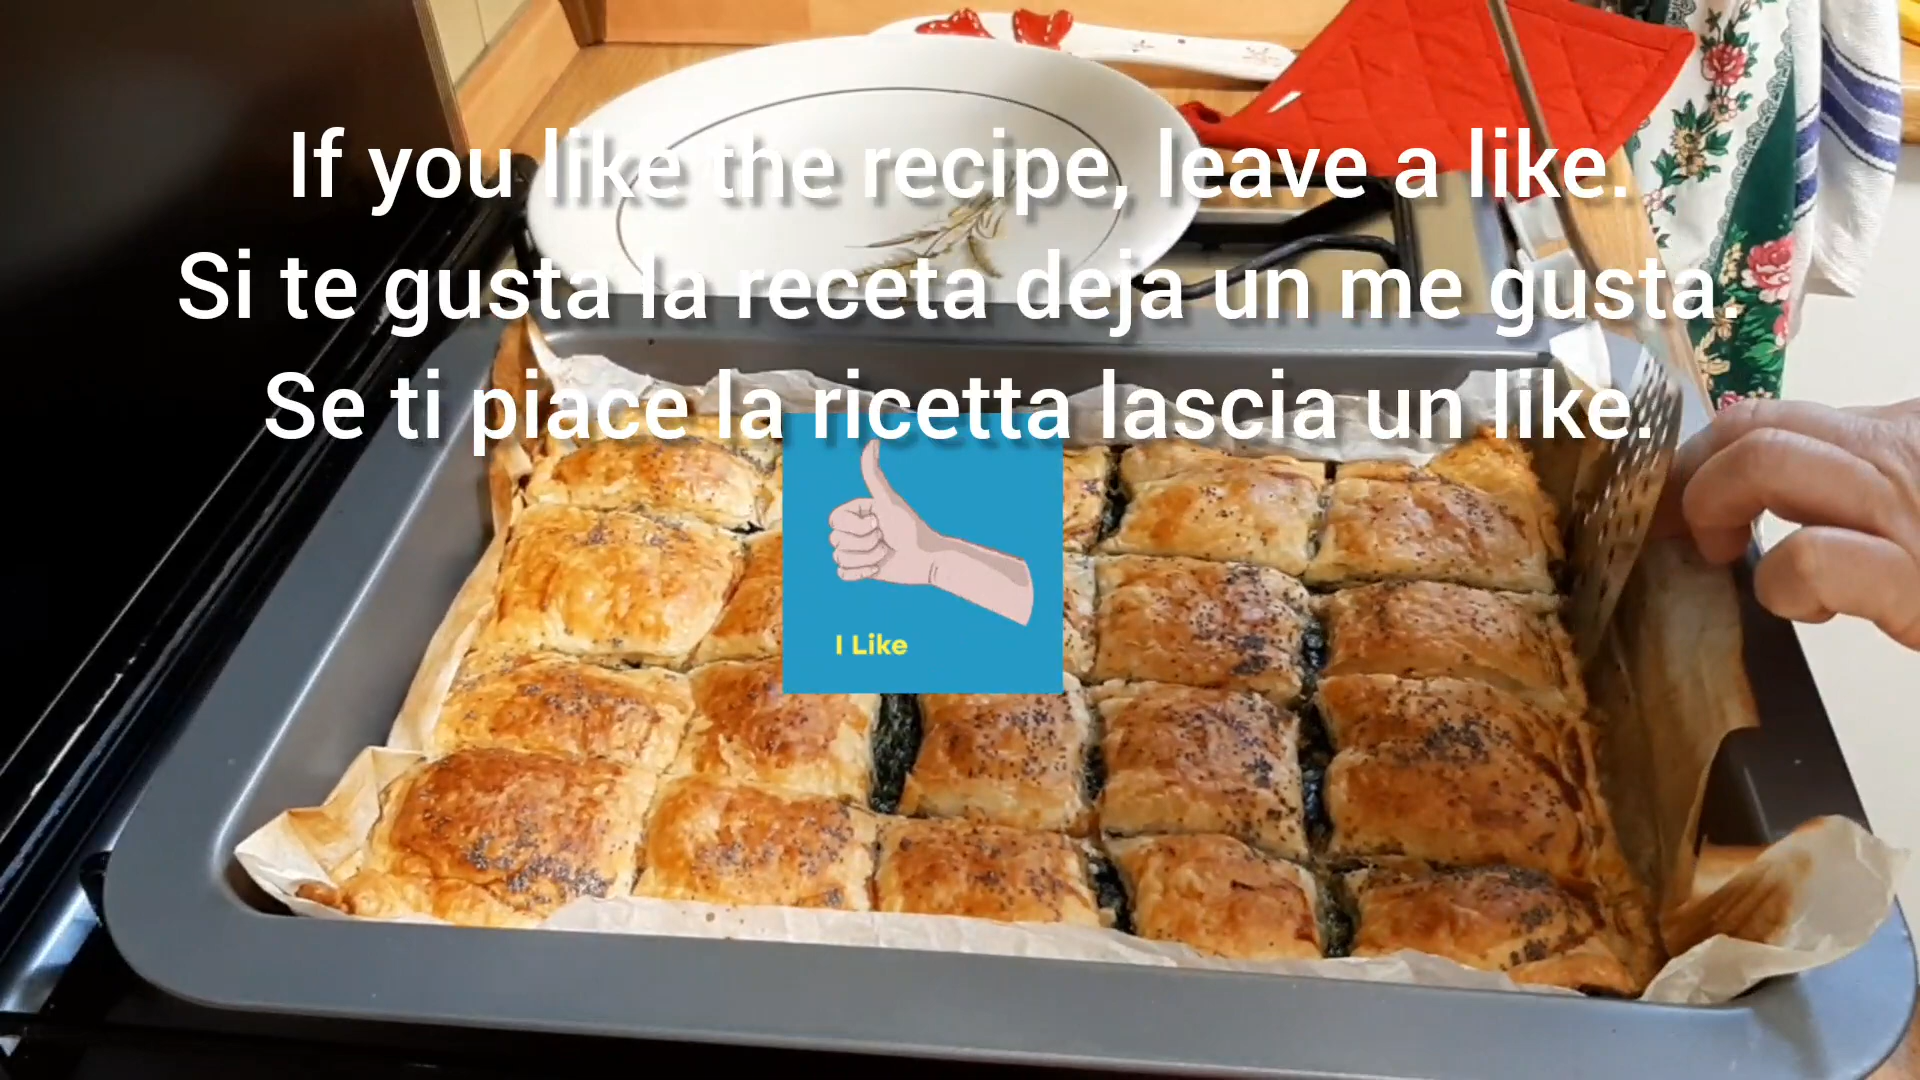 If you like the recipe, leave a like.
Si te gusta la receta deja un me gusta.
Se ti piace la ricetta lascia un like.
I Like